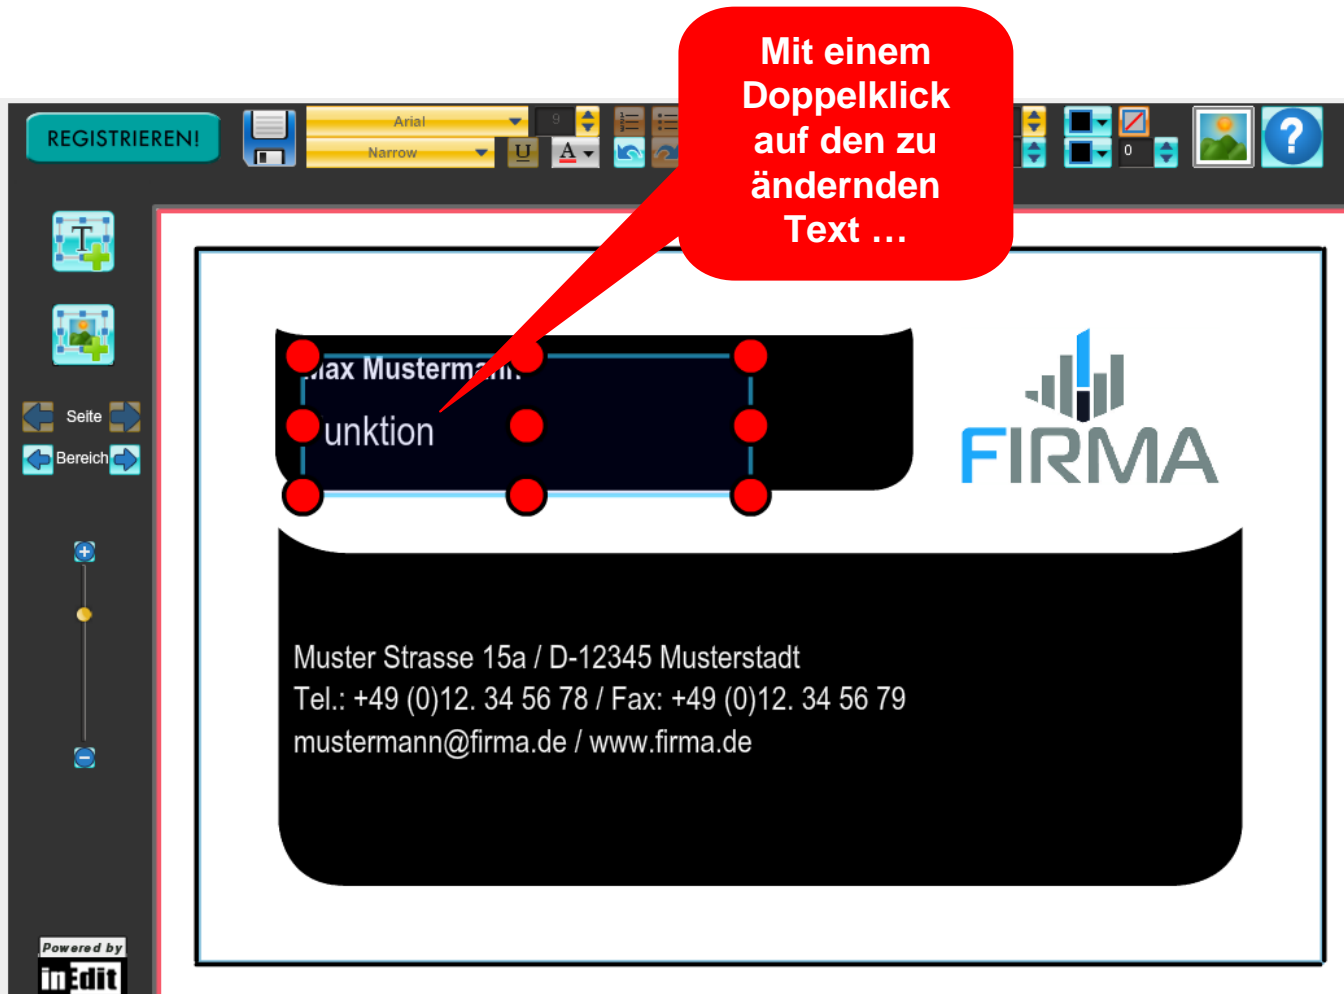 Mit einem
Doppelklick
auf den zu
ändernden
Text ...
REGISTRIEREN!
Arial
9
Narrow
U
A
0
?
T
Seite
Bereich
Max Mustermann
unktion
FIRMA
Muster Strasse 15a / D-12345 Musterstadt
Tel.: +49 (0)12. 34 56 78 / Fax: +49 (0)12. 34 56 79
mustermann@firma.de / www.firma.de
Powered by
inEdit